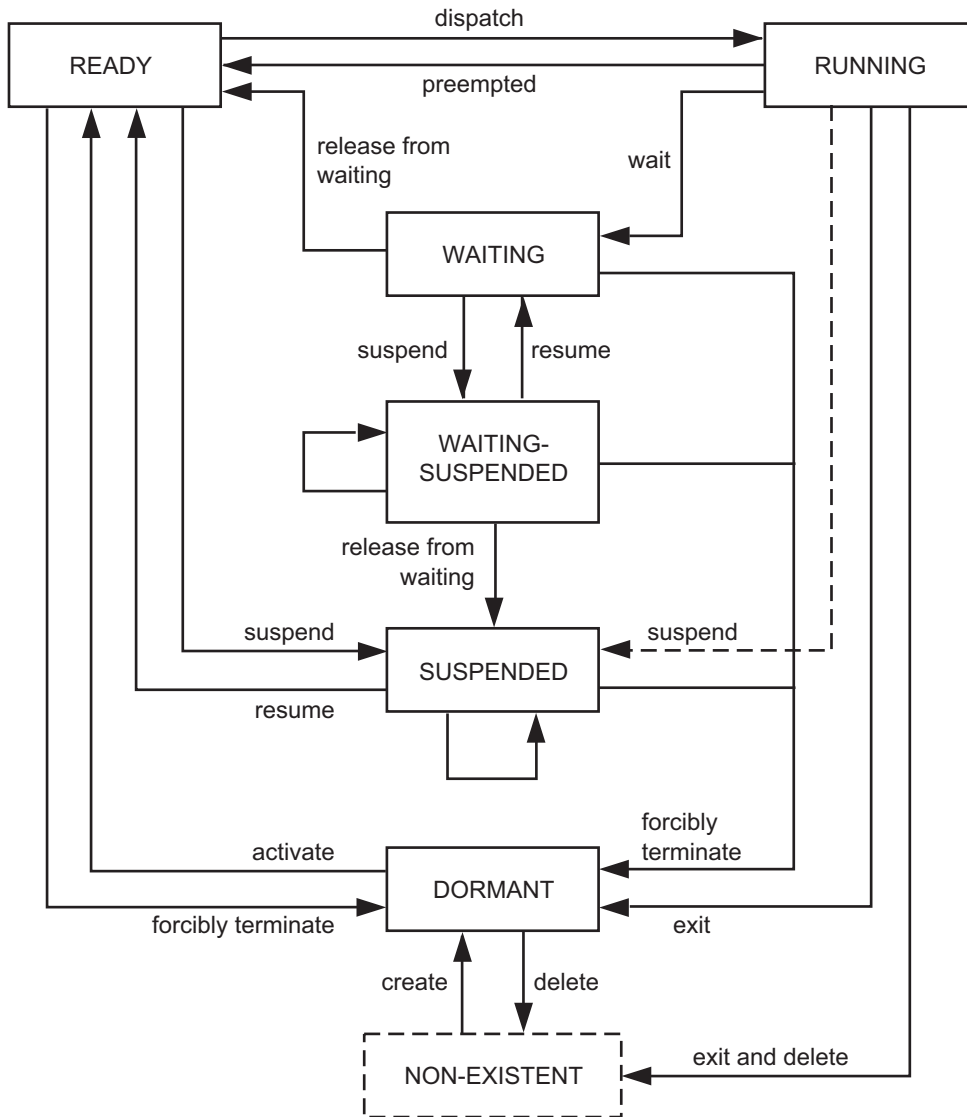 dispatch
READY
RUNNING
preempted
release from
waiting
wait
WAITING
suspend
resume
WAITING-
SUSPENDED
release from
waiting
suspend
suspend
SUSPENDED
resume
forcibly
terminate
activate
DORMANT
forcibly terminate
exit
create
delete
exit and delete
NON-EXISTENT